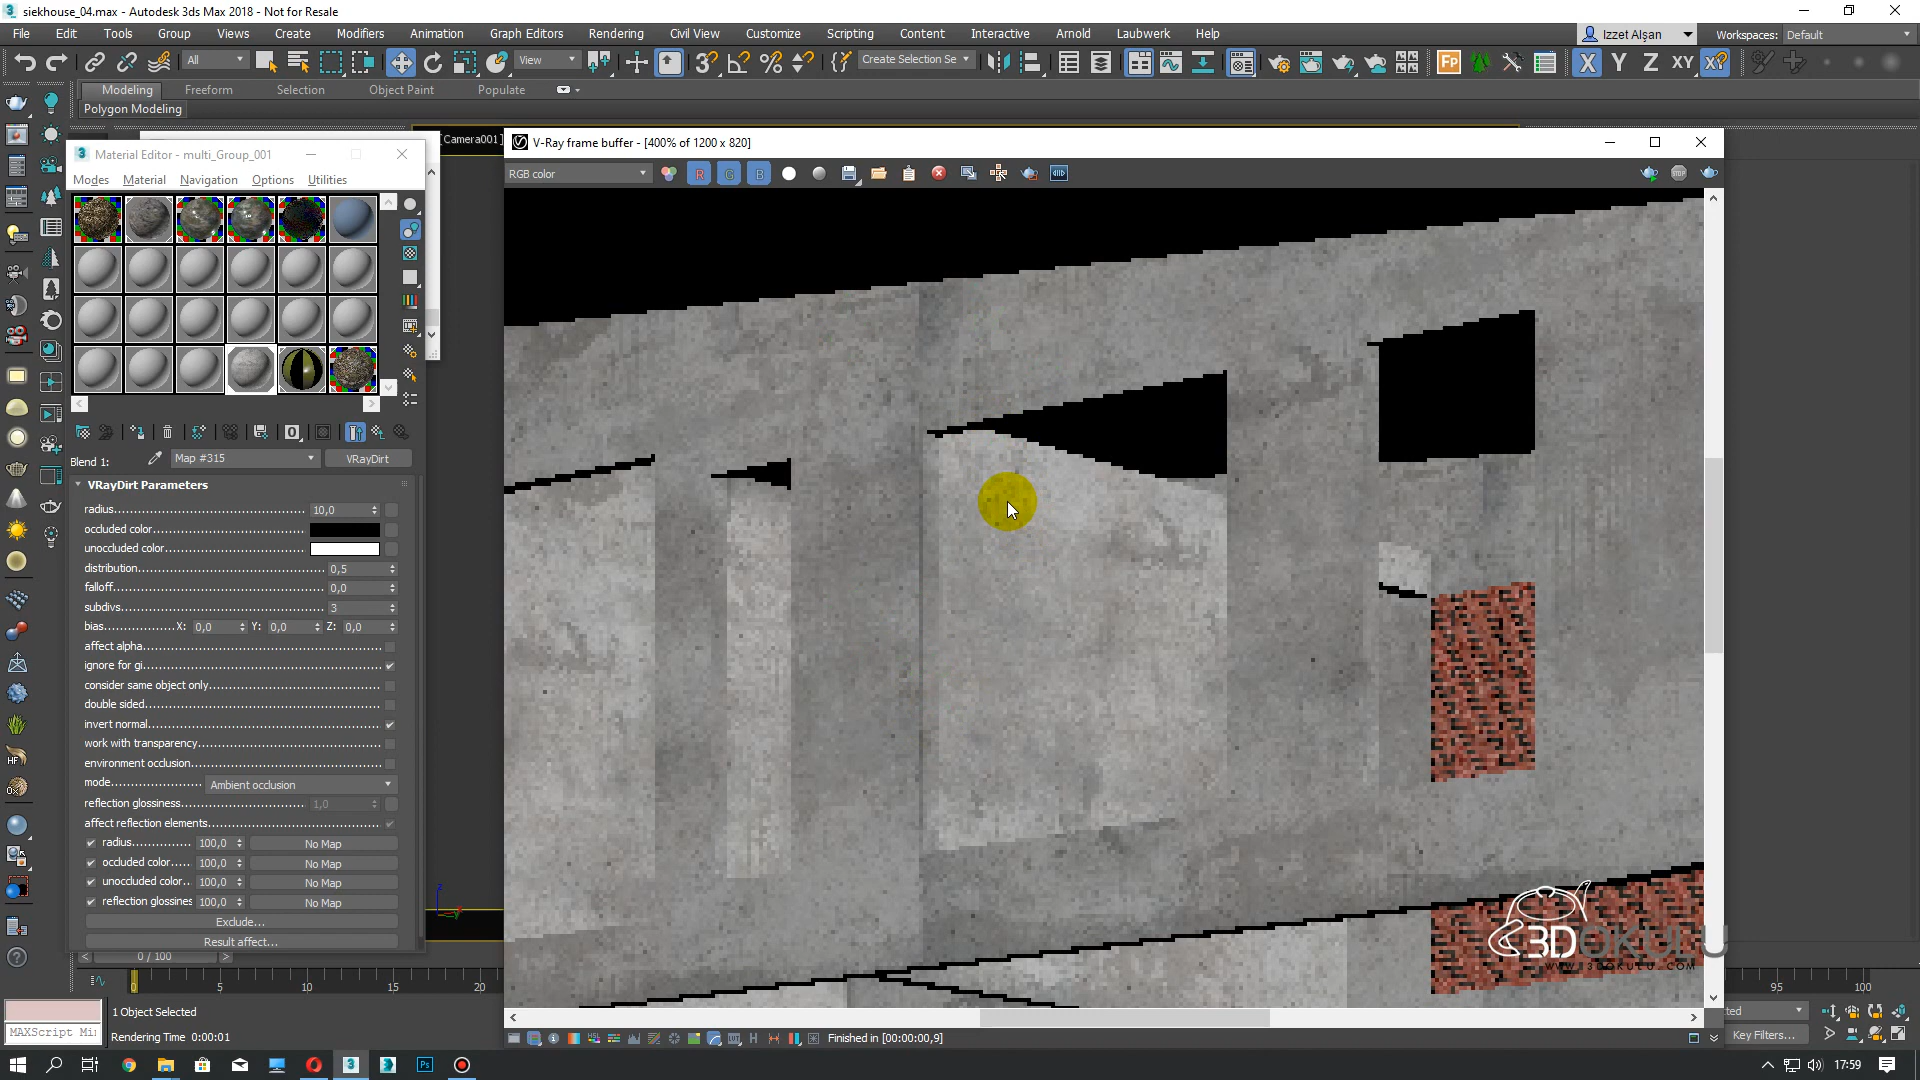 siekhouse_04.max - Autodesk 3ds Max 2018 - Not for Resale
File Edit Tools Group Views Create Modifiers Animation Graph Editors Rendering Civil View Customize Scripting Content Interactive Arnold Laubwerk Help
Izzet Alşan
Workspaces: Default
All
View
Create Selection Se
X Y Z XY
Modeling Freeform Selection Object Paint Populate
Polygon Modeling
[Camera001]
Material Editor - multi_Group_001
Modes Material Navigation Options Utilities
Blend 1: Map #315 VRayDirt
VRayDirt Parameters
radius 10,0
occluded color
unoccluded color
distribution 0,5
falloff 0,0
subdivs 3
bias X: 0,0 Y: 0,0 Z: 0,0
affect alpha
ignore for gi
consider same object only
double sided
invert normal
work with transparency
environment occlusion
mode Ambient occlusion
reflection glossiness 1,0
affect reflection elements
radius 100,0 No Map
occluded color 100,0 No Map
unoccluded color 100,0 No Map
reflection glossines 100,0 No Map
Exclude...
Result affect...
V-Ray frame buffer - [400% of 1200 x 820]
RGB color
R G B
3DOKULU
WWW.3DOKULU.COM
Finished in [00:00:00,9]
0 / 100
0 5 10 15 20 95 100
1 Object Selected
MAXScript Mi
Rendering Time 0:00:01
Key Filters...
17:59